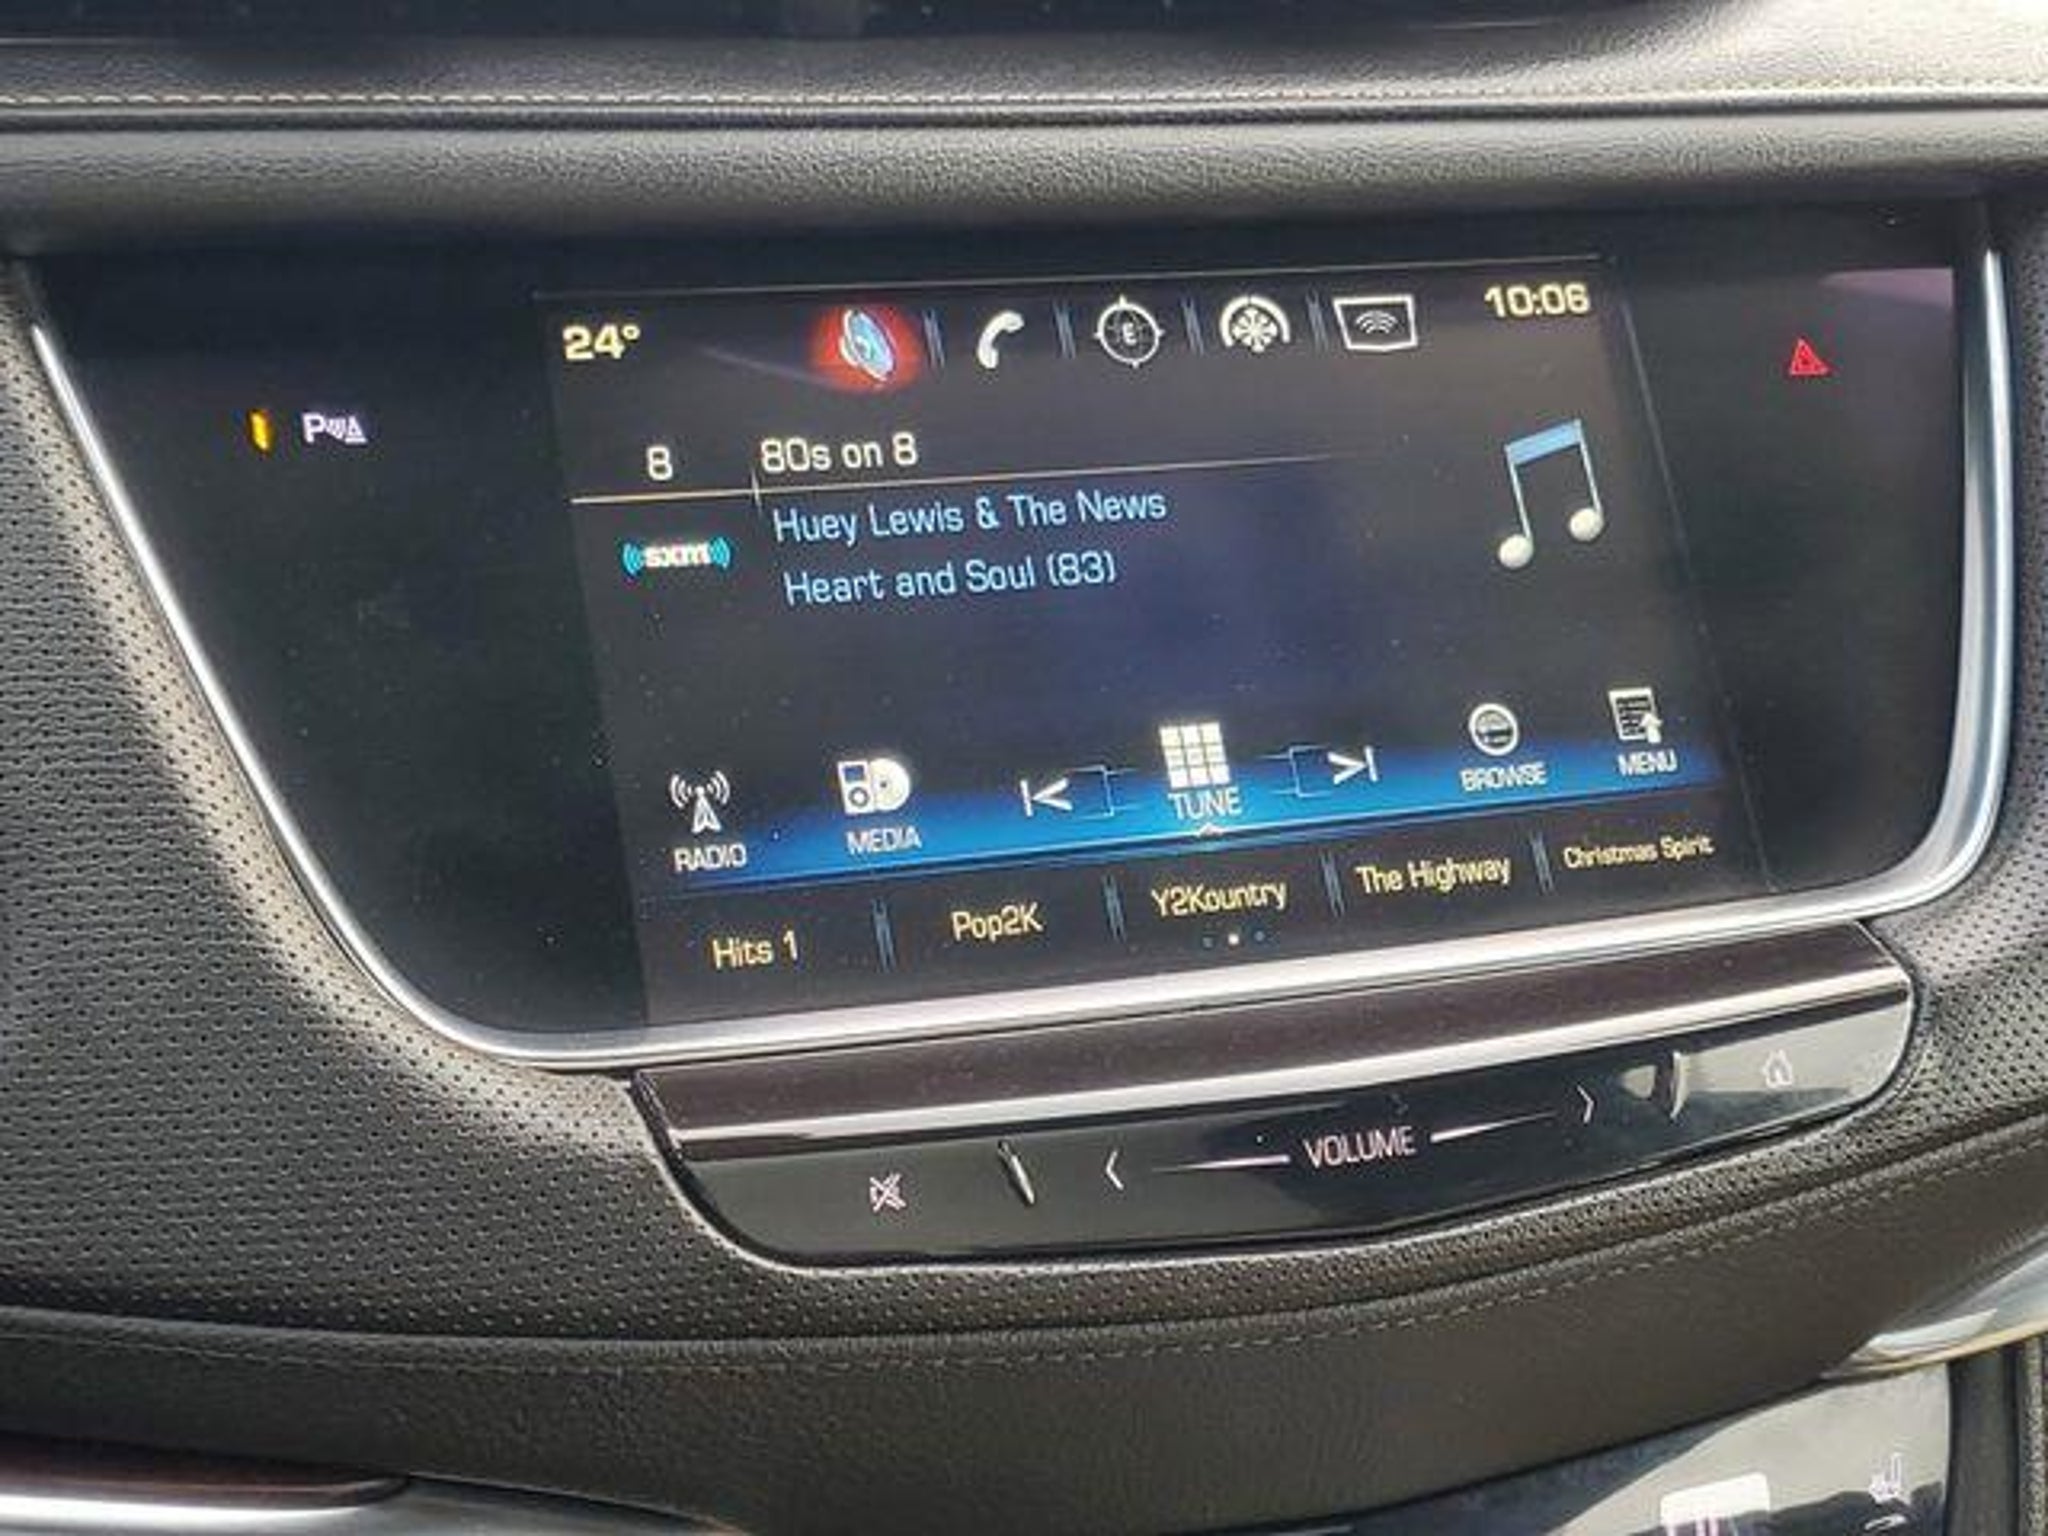 24°
10:06
P
8
80s on 8
sxm
Huey Lewis & The News
Heart and Soul (83)
RADIO
MEDIA
TUNE
BROWSE
MENU
Hits 1
Pop2K
Y2Kountry
The Highway
Christmas Spirit
VOLUME